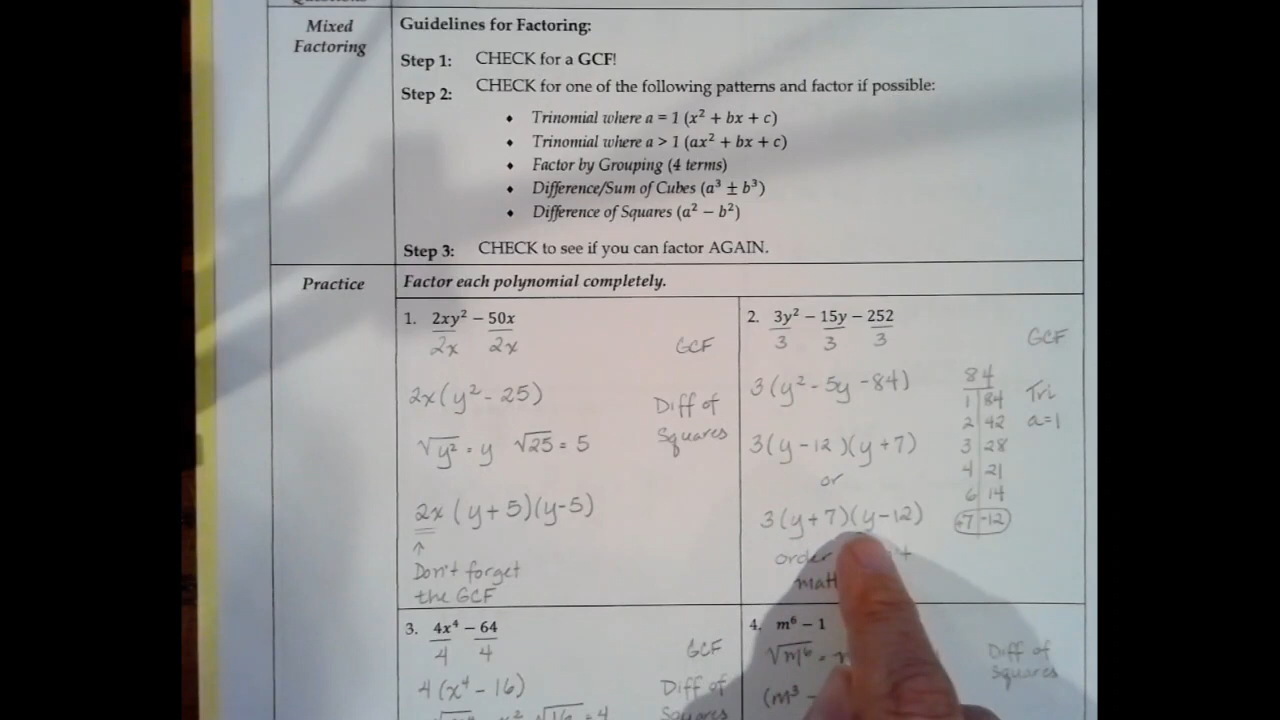 Mixed
Factoring
Guidelines for Factoring:
Step 1: CHECK for a GCF!
Step 2: CHECK for one of the following patterns and factor if possible:
• Trinomial where a = 1 (x² + bx + c)
• Trinomial where a > 1 (ax² + bx + c)
• Factor by Grouping (4 terms)
• Difference/Sum of Cubes (a³ ± b³)
• Difference of Squares (a² − b²)
Step 3: CHECK to see if you can factor AGAIN.
Practice
Factor each polynomial completely.
1. 2xy² − 50x
2x 2x
GCF
2x(y² - 25)
Diff of
Squares
√y² = y √25 = 5
2x (y+5)(y-5)
↑
Don't forget
the GCF
2. 3y² − 15y − 252
3 3 3
GCF
3(y² - 5y - 84)
Tri
a=1
3(y-12)(y+7)
or
3(y+7)(y-12)
order
84
1 84
2 42
3 28
4 21
6 14
+7 -12
3. 4x⁴ − 64
4 4
GCF
4(x⁴ - 16)
Diff of
Squares
4. m⁶ − 1
√m⁶ =
Diff of
Squares
(m³ -